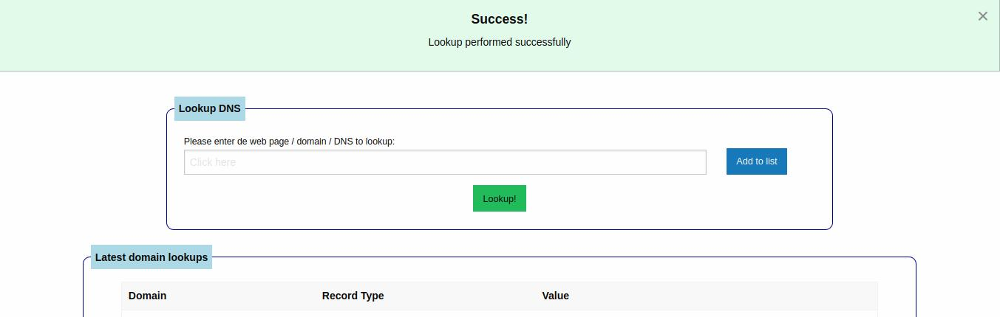 Success!
×
Lookup performed successfully
Lookup DNS
Please enter de web page / domain / DNS to lookup:
Click here
Add to list
Lookup!
Latest domain lookups
Domain Record Type Value